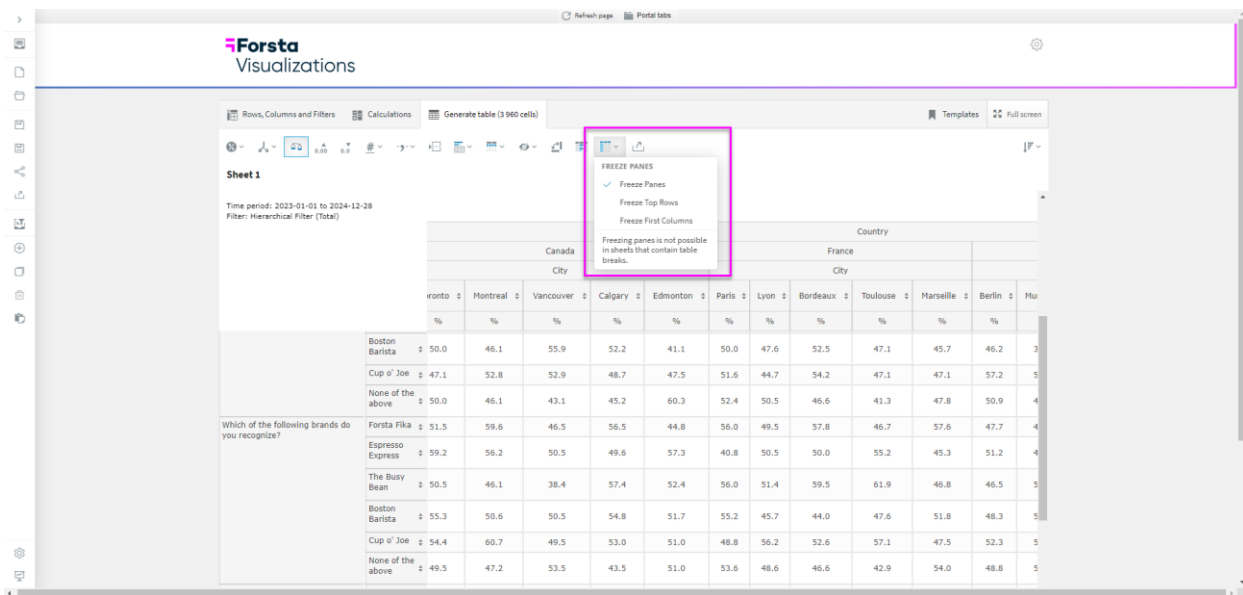 Refresh page Portal tabs
Forsta
Visualizations
Rows, Columns and Filters Calculations Generate table (3 960 cells) Templates Full screen
0.00 0.0 #
Sheet 1
FREEZE PANES
Freeze Panes
Freeze Top Rows
Freeze First Columns
Freezing panes is not possible
in sheets that contain table
breaks.
Time period: 2023-01-01 to 2024-12-28
Filter: Hierarchical Filter (Total)
Country
Canada France
City City
ronto Montreal Vancouver Calgary Edmonton Paris Lyon Bordeaux Toulouse Marseille Berlin Mu
% % % % % % % % % % %
Boston
Barista 50.0 46.1 55.9 52.2 41.1 50.0 47.6 52.5 47.1 45.7 46.2 3
Cup o' Joe 47.1 52.8 52.9 48.7 47.5 51.6 44.7 54.2 47.1 47.1 57.2 5
None of the
above 50.0 46.1 43.1 45.2 60.3 52.4 50.5 46.6 41.3 47.8 50.9 4
Which of the following brands do
you recognize?
Forsta Fika 51.5 59.6 46.5 56.5 44.8 56.0 49.5 57.8 46.7 57.6 47.7 4
Espresso
Express 59.2 56.2 50.5 49.6 57.3 40.8 50.5 50.0 55.2 45.3 51.2 4
The Busy
Bean 50.5 46.1 38.4 57.4 52.4 56.0 51.4 59.5 61.9 46.8 46.5 5
Boston
Barista 55.3 50.6 50.5 54.8 51.7 55.2 45.7 44.0 47.6 51.8 48.3 5
Cup o' Joe 54.4 60.7 49.5 53.0 51.0 48.8 56.2 52.6 57.1 47.5 52.3 5
None of the
above 49.5 47.2 53.5 43.5 51.0 53.6 48.6 46.6 42.9 54.0 48.8 5